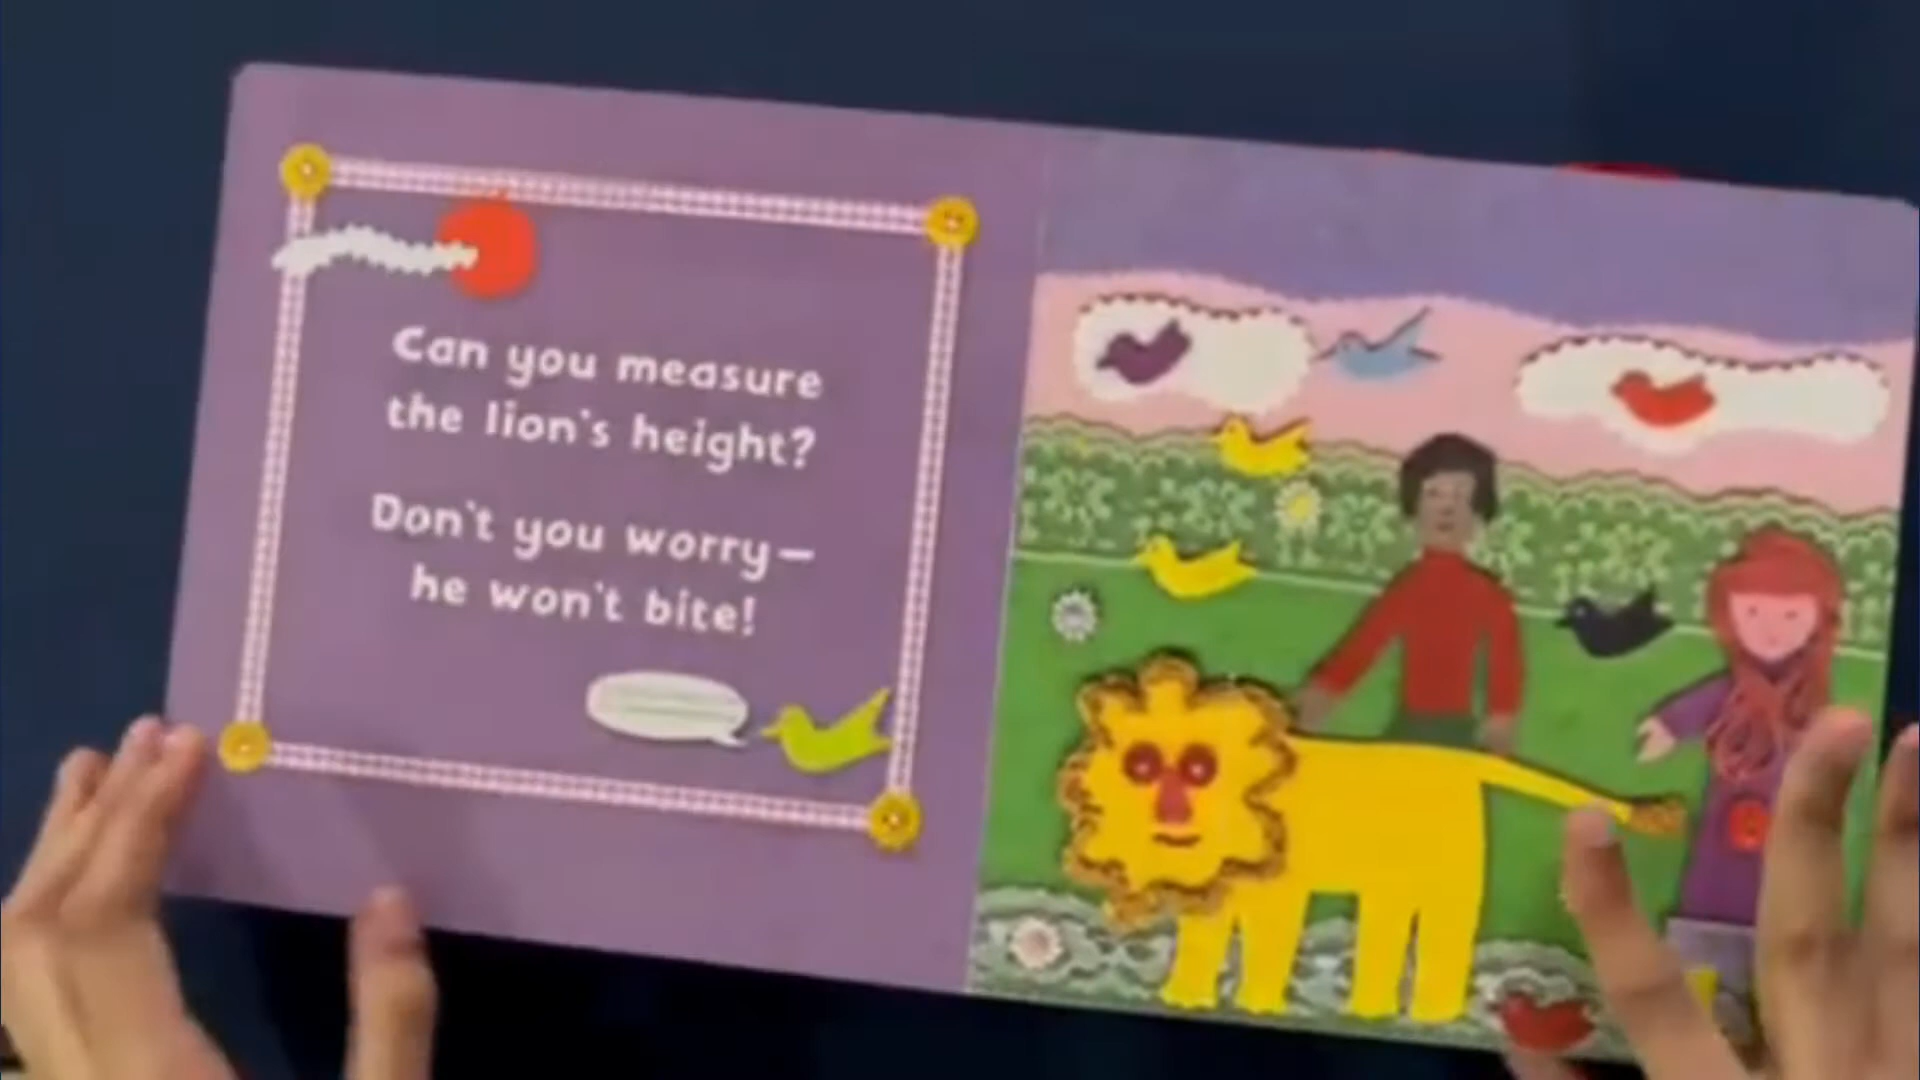 Can you measure
the lion's height?
Don't you worry—
he won't bite!